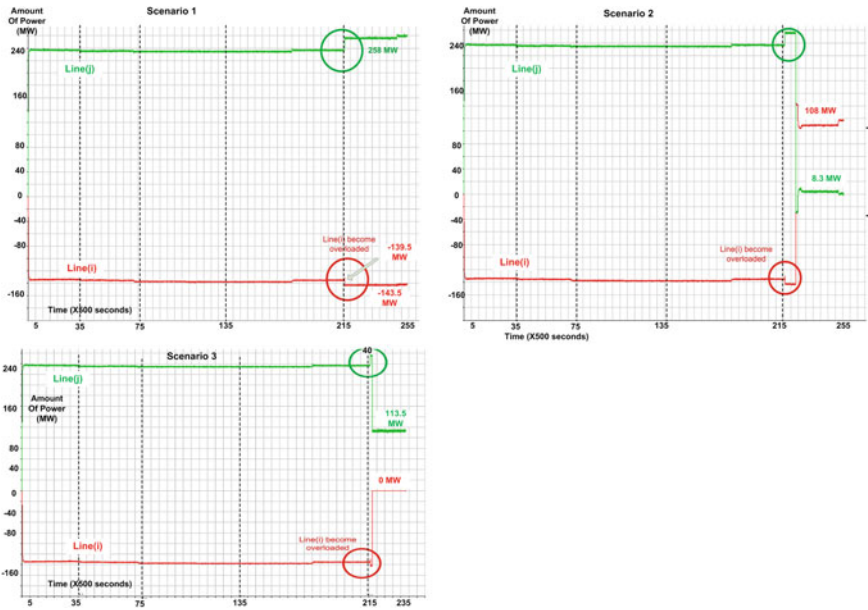 Amount
Of Power
(MW)
Scenario 1
240
160
80
40
0
-40
-80
-160
Line(j)
258 MW
Line(i) become
overloaded
-139.5
MW
Line(i)
-143.5
MW
Time (X500 seconds)
5 35 75 135 215 255
Amount
Of Power
(MW)
Scenario 2
240
160
80
40
0
-40
-80
-160
Line(j)
108 MW
8.3 MW
Line(i) become
overloaded
Line(i)
5 35 75 135 215 255
Time (X500 seconds)
Scenario 3
40
240
160
80
40
0
-40
-80
-160
Line(j)
Amount
Of Power
(MW)
113.5
MW
0 MW
Line(i) become
overloaded
Line(i)
Time (X500 seconds)
5 35 75 135 215 235